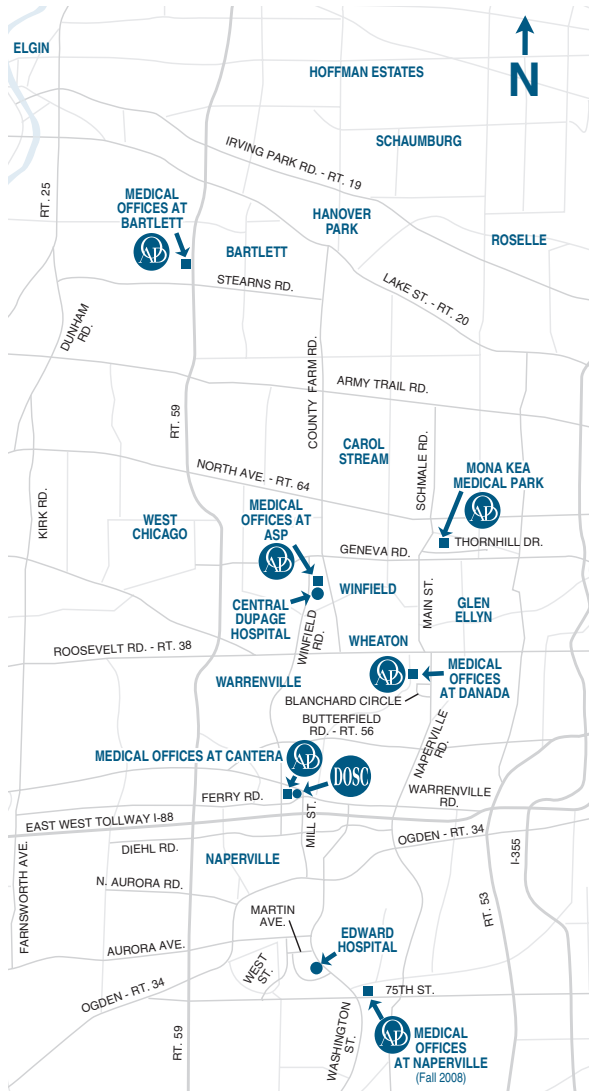 ELGIN
HOFFMAN ESTATES
N
SCHAUMBURG
IRVING PARK RD. - RT. 19
RT. 25
MEDICAL
OFFICES AT
BARTLETT
OAD
HANOVER
PARK
BARTLETT
ROSELLE
STEARNS RD.
LAKE ST. - RT. 20
DUNHAM
RD.
COUNTY FARM RD.
ARMY TRAIL RD.
RT. 59
CAROL
STREAM
SCHMALE RD.
NORTH AVE. - RT. 64
MONA KEA
MEDICAL PARK
OAD
KIRK RD.
WEST
CHICAGO
MEDICAL
OFFICES AT
ASP
OAD
THORNHILL DR.
GENEVA RD.
CENTRAL
DUPAGE
HOSPITAL
WINFIELD
WINFIELD
RD.
MAIN ST.
GLEN
ELLYN
ROOSEVELT RD. - RT. 38
WHEATON
WARRENVILLE
OAD
MEDICAL
OFFICES
AT DANADA
BLANCHARD CIRCLE
BUTTERFIELD
RD. - RT. 56
NAPERVILLE
RD.
MEDICAL OFFICES AT CANTERA
OAD
DOSC
FERRY RD.
WARRENVILLE
RD.
EAST WEST TOLLWAY I-88
MILL ST.
OGDEN - RT. 34
DIEHL RD.
NAPERVILLE
I-355
N. AURORA RD.
FARNSWORTH AVE.
RT. 53
MARTIN
AVE.
EDWARD
HOSPITAL
AURORA AVE.
WEST
ST.
OGDEN - RT. 34
75TH ST.
RT. 59
WASHINGTON
ST.
OAD
MEDICAL
OFFICES
AT NAPERVILLE
(Fall 2008)